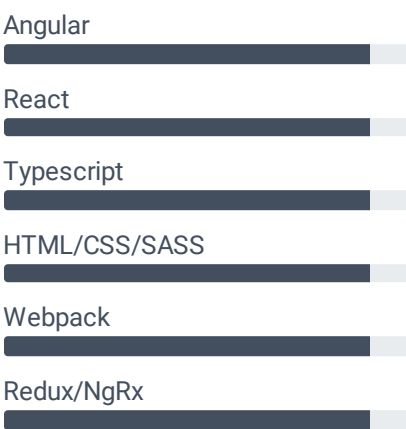 Angular
React
Typescript
HTML/CSS/SASS
Webpack
Redux/NgRx